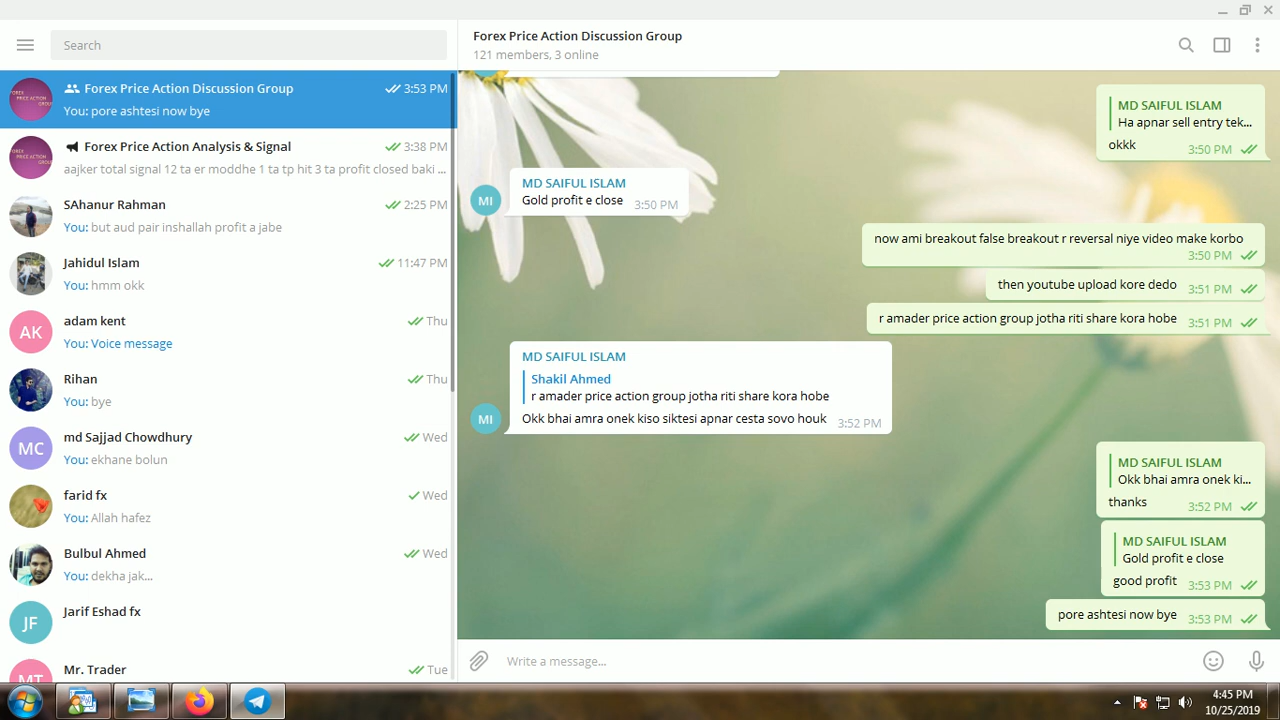 Search
Forex Price Action Discussion Group
3:53 PM
You: pore ashtesi now bye
Forex Price Action Analysis & Signal
3:38 PM
aajker total signal 12 ta er moddhe 1 ta tp hit 3 ta profit closed baki ...
SAhanur Rahman
2:25 PM
You: but aud pair inshallah profit a jabe
Jahidul Islam
11:47 PM
You: hmm okk
AK
adam kent
Thu
You: Voice message
Rihan
Thu
You: bye
MC
md Sajjad Chowdhury
Wed
You: ekhane bolun
farid fx
Wed
You: Allah hafez
Bulbul Ahmed
Wed
You: dekha jak...
JF
Jarif Eshad fx
MT
Mr. Trader
Tue
Forex Price Action Discussion Group
121 members, 3 online
MD SAIFUL ISLAM
Ha apnar sell entry tek...
okkk
3:50 PM
MI
MD SAIFUL ISLAM
Gold profit e close
3:50 PM
now ami breakout false breakout r reversal niye video make korbo
3:50 PM
then youtube upload kore dedo
3:51 PM
r amader price action group jotha riti share kora hobe
3:51 PM
MI
MD SAIFUL ISLAM
Shakil Ahmed
r amader price action group jotha riti share kora hobe
Okk bhai amra onek kiso siktesi apnar cesta sovo houk
3:52 PM
MD SAIFUL ISLAM
Okk bhai amra onek ki...
thanks
3:52 PM
MD SAIFUL ISLAM
Gold profit e close
good profit
3:53 PM
pore ashtesi now bye
3:53 PM
Write a message...
4:45 PM
10/25/2019